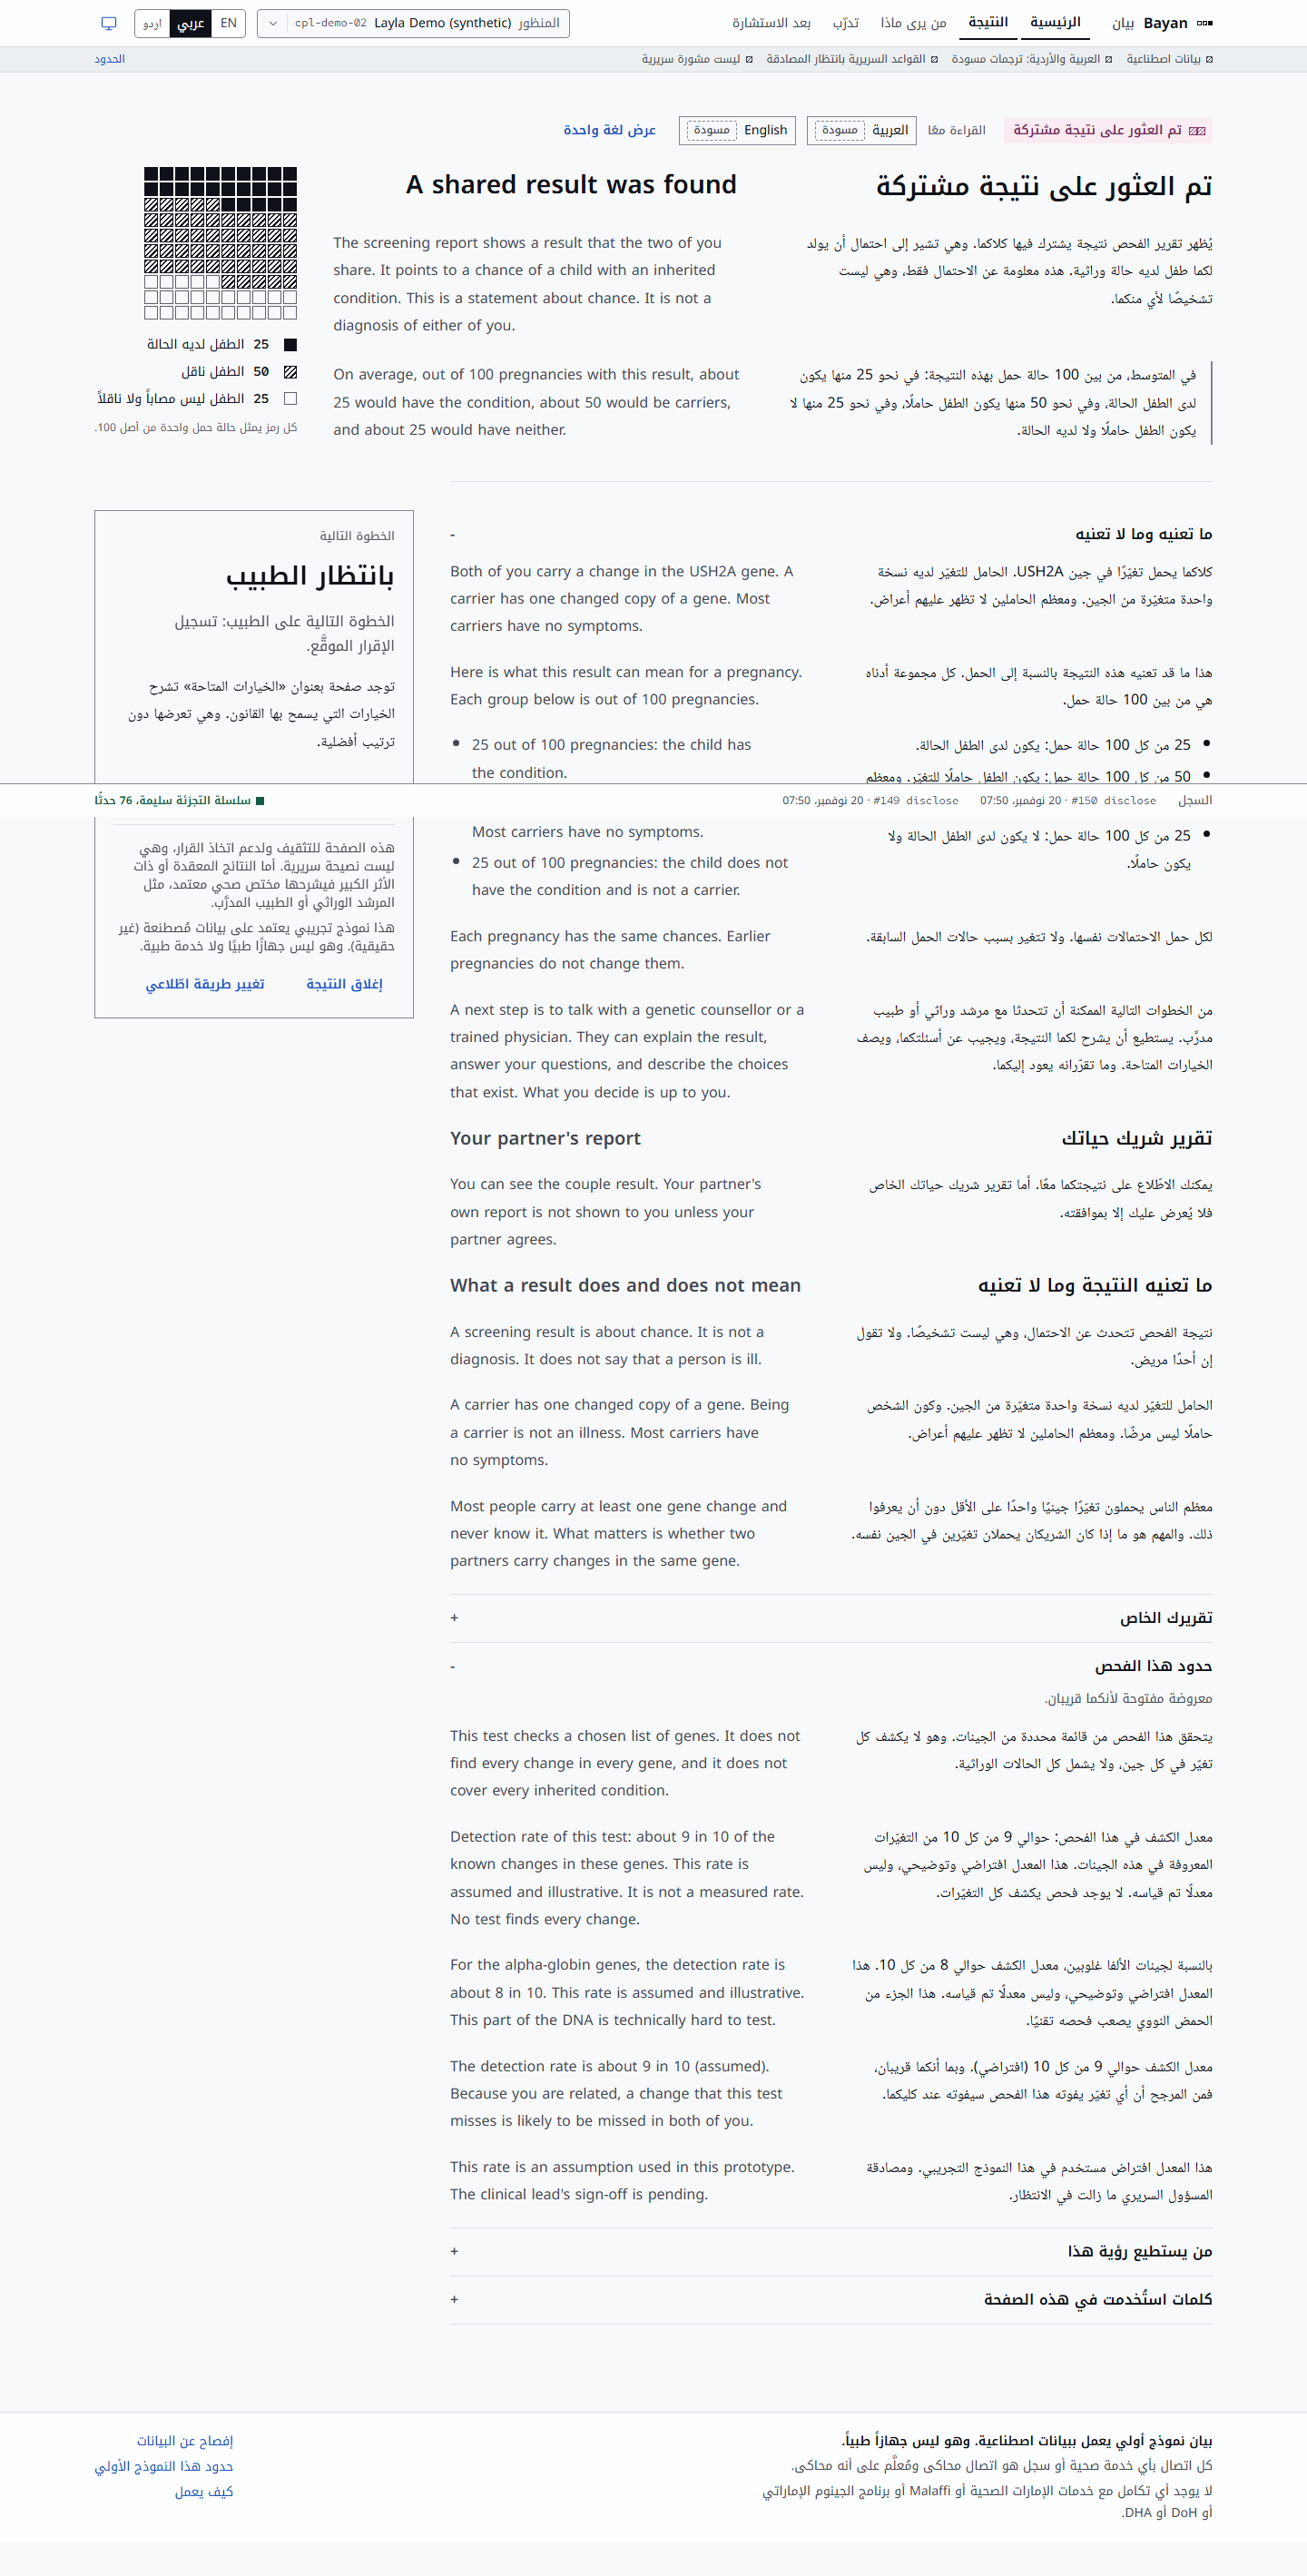 Bayan بيان
الرئيسية
النتيجة
من يرى ماذا
تدرّب
بعد الاستشارة
المنظور Layla Demo (synthetic) cpl-demo-02
EN
عربي
اردو
بيانات اصطناعية
العربية والأردية: ترجمات مسودة
القواعد السريرية بانتظار المصادقة
ليست مشورة سريرية
الحدود
تم العثور على نتيجة مشتركة
القراءة معًا
العربية مسودة
English مسودة
عرض لغة واحدة
تم العثور على نتيجة مشتركة
يُظهر تقرير الفحص نتيجة يشترك فيها كلاكما. وهي تشير إلى احتمال أن يولد
لكما طفل لديه حالة وراثية. هذه معلومة عن الاحتمال فقط، وهي ليست
تشخيصًا لأي منكما.
A shared result was found
The screening report shows a result that the two of you
share. It points to a chance of a child with an inherited
condition. This is a statement about chance. It is not a
diagnosis of either of you.
في المتوسط، من بين 100 حالة حمل بهذه النتيجة: في نحو 25 منها يكون
لدى الطفل الحالة، وفي نحو 50 منها يكون الطفل حاملًا، وفي نحو 25 منها لا
يكون الطفل حاملًا ولا لديه الحالة.
On average, out of 100 pregnancies with this result, about
25 would have the condition, about 50 would be carriers,
and about 25 would have neither.
25 الطفل لديه الحالة
50 الطفل ناقل
25 الطفل ليس مصاباً ولا ناقلاً
كل رمز يمثل حالة حمل واحدة من أصل 100.
ما تعنيه وما لا تعنيه
-
كلاكما يحمل تغيّرًا في جين USH2A. الحامل للتغيّر لديه نسخة
واحدة متغيّرة من الجين. ومعظم الحاملين لا تظهر عليهم أعراض.
Both of you carry a change in the USH2A gene. A
carrier has one changed copy of a gene. Most
carriers have no symptoms.
هذا ما قد تعنيه هذه النتيجة بالنسبة إلى الحمل. كل مجموعة أدناه
هي من بين 100 حالة حمل.
Here is what this result can mean for a pregnancy.
Each group below is out of 100 pregnancies.
25 من كل 100 حالة حمل: يكون لدى الطفل الحالة.
50 من كل 100 حالة حمل: يكون الطفل حاملًا للتغيّر. ومعظم
25 out of 100 pregnancies: the child has
the condition.
الخطوة التالية
بانتظار الطبيب
الخطوة التالية على الطبيب: تسجيل
الإقرار الموقَّع.
توجد صفحة بعنوان «الخيارات المتاحة» تشرح
الخيارات التي يسمح بها القانون. وهي تعرضها دون
ترتيب أفضلية.
السجل
#150 disclose · 20 نوفمبر، 07:50
#149 disclose · 20 نوفمبر، 07:50
سلسلة التجزئة سليمة، 76 حدثًا
25 من كل 100 حالة حمل: لا يكون لدى الطفل الحالة ولا
يكون حاملًا.
Most carriers have no symptoms.
25 out of 100 pregnancies: the child does not
have the condition and is not a carrier.
هذه الصفحة للتثقيف ولدعم اتخاذ القرار، وهي
ليست نصيحة سريرية. أما النتائج المعقدة أو ذات
الأثر الكبير فيشرحها مختص صحي معتمد، مثل
المرشد الوراثي أو الطبيب المدرَّب.
هذا نموذج تجريبي يعتمد على بيانات مُصطنعة (غير
حقيقية). وهو ليس جهازًا طبيًا ولا خدمة طبية.
إغلاق النتيجة
تغيير طريقة اطّلاعي
لكل حمل الاحتمالات نفسها. ولا تتغير بسبب حالات الحمل السابقة.
Each pregnancy has the same chances. Earlier
pregnancies do not change them.
من الخطوات التالية الممكنة أن تتحدثا مع مرشد وراثي أو طبيب
مدرَّب. يستطيع أن يشرح لكما النتيجة، ويجيب عن أسئلتكما، ويصف
الخيارات المتاحة. وما تقرّرانه يعود إليكما.
A next step is to talk with a genetic counsellor or a
trained physician. They can explain the result,
answer your questions, and describe the choices
that exist. What you decide is up to you.
تقرير شريك حياتك
Your partner's report
يمكنك الاطّلاع على نتيجتكما معًا. أما تقرير شريك حياتك الخاص
فلا يُعرض عليك إلا بموافقته.
You can see the couple result. Your partner's
own report is not shown to you unless your
partner agrees.
ما تعنيه النتيجة وما لا تعنيه
What a result does and does not mean
نتيجة الفحص تتحدث عن الاحتمال، وهي ليست تشخيصًا. ولا تقول
إن أحدًا مريض.
A screening result is about chance. It is not a
diagnosis. It does not say that a person is ill.
الحامل للتغيّر لديه نسخة واحدة متغيّرة من الجين. وكون الشخص
حاملًا ليس مرضًا. ومعظم الحاملين لا تظهر عليهم أعراض.
A carrier has one changed copy of a gene. Being
a carrier is not an illness. Most carriers have
no symptoms.
معظم الناس يحملون تغيّرًا جينيًا واحدًا على الأقل دون أن يعرفوا
ذلك. والمهم هو ما إذا كان الشريكان يحملان تغيّرين في الجين نفسه.
Most people carry at least one gene change and
never know it. What matters is whether two
partners carry changes in the same gene.
تقريرك الخاص
+
حدود هذا الفحص
-
معروضة مفتوحة لأنكما قريبان.
يتحقق هذا الفحص من قائمة محددة من الجينات. وهو لا يكشف كل
تغيّر في كل جين، ولا يشمل كل الحالات الوراثية.
This test checks a chosen list of genes. It does not
find every change in every gene, and it does not
cover every inherited condition.
معدل الكشف في هذا الفحص: حوالي 9 من كل 10 من التغيّرات
المعروفة في هذه الجينات. هذا المعدل افتراضي وتوضيحي، وليس
معدلًا تم قياسه. لا يوجد فحص يكشف كل التغيّرات.
Detection rate of this test: about 9 in 10 of the
known changes in these genes. This rate is
assumed and illustrative. It is not a measured rate.
No test finds every change.
بالنسبة لجينات الألفا غلوبين، معدل الكشف حوالي 8 من كل 10. هذا
المعدل افتراضي وتوضيحي، وليس معدلًا تم قياسه. هذا الجزء من
الحمض النووي يصعب فحصه تقنيًا.
For the alpha-globin genes, the detection rate is
about 8 in 10. This rate is assumed and illustrative.
This part of the DNA is technically hard to test.
معدل الكشف حوالي 9 من كل 10 (افتراضي). وبما أنكما قريبان،
فمن المرجح أن أي تغيّر يفوته هذا الفحص سيفوته عند كليكما.
The detection rate is about 9 in 10 (assumed).
Because you are related, a change that this test
misses is likely to be missed in both of you.
هذا المعدل افتراض مستخدم في هذا النموذج التجريبي. ومصادقة
المسؤول السريري ما زالت في الانتظار.
This rate is an assumption used in this prototype.
The clinical lead's sign-off is pending.
من يستطيع رؤية هذا
+
كلمات استُخدمت في هذه الصفحة
+
بيان نموذج أولي يعمل ببيانات اصطناعية. وهو ليس جهازاً طبياً.
كل اتصال بأي خدمة صحية أو سجل هو اتصال محاكى ومُعلَّم على أنه محاكى.
لا يوجد أي تكامل مع خدمات الإمارات الصحية أو Malaffi أو برنامج الجينوم الإماراتي
أو DoH أو DHA.
إفصاح عن البيانات
حدود هذا النموذج الأولي
كيف يعمل